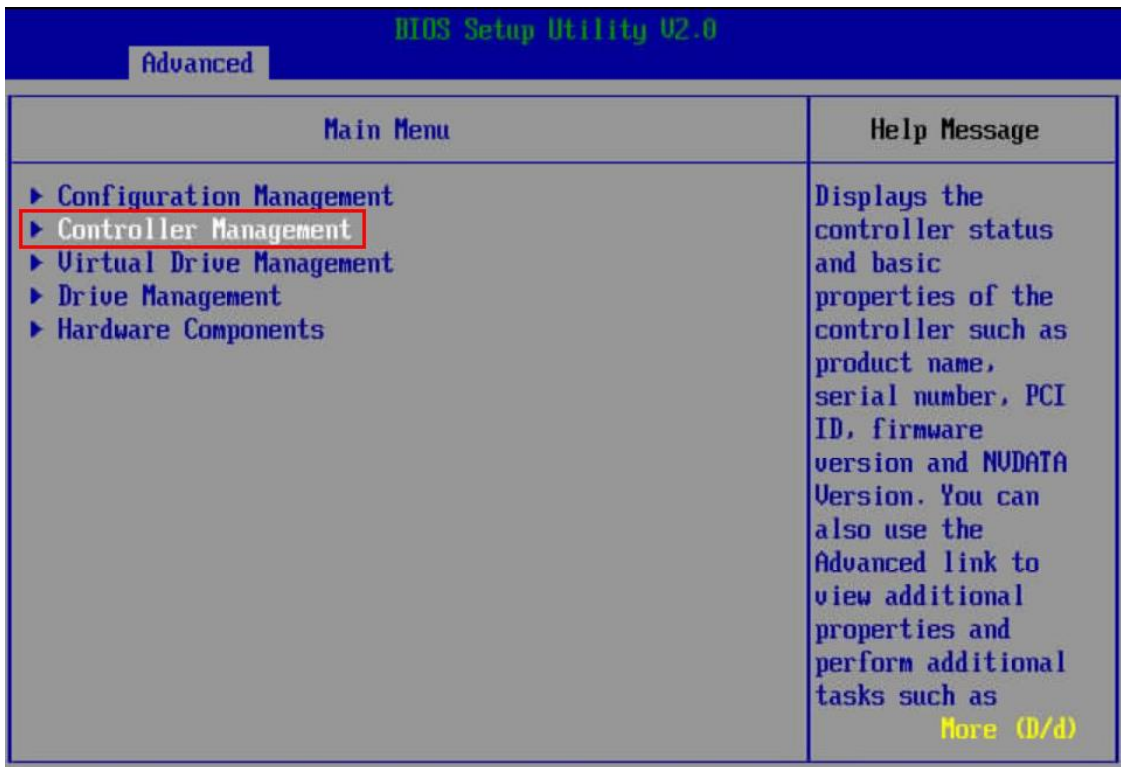 BIOS Setup Utility V2.0
Advanced
Main Menu
Help Message
▶ Configuration Management
▶ Controller Management
▶ Virtual Drive Management
▶ Drive Management
▶ Hardware Components
Displays the
controller status
and basic
properties of the
controller such as
product name,
serial number, PCI
ID, firmware
version and NVDATA
Version. You can
also use the
Advanced link to
view additional
properties and
perform additional
tasks such as
More (D/d)